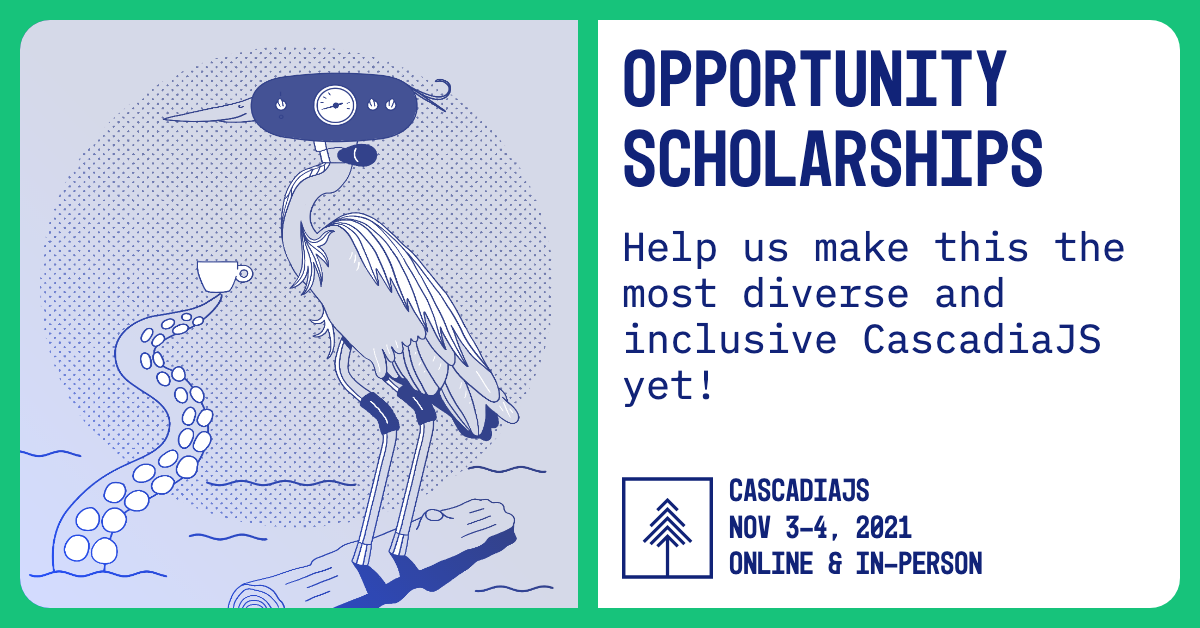 OPPORTUNITY
SCHOLARSHIPS
Help us make this the
most diverse and
inclusive CascadiaJS
yet!
CASCADIAJS
NOV 3–4, 2021
ONLINE & IN–PERSON